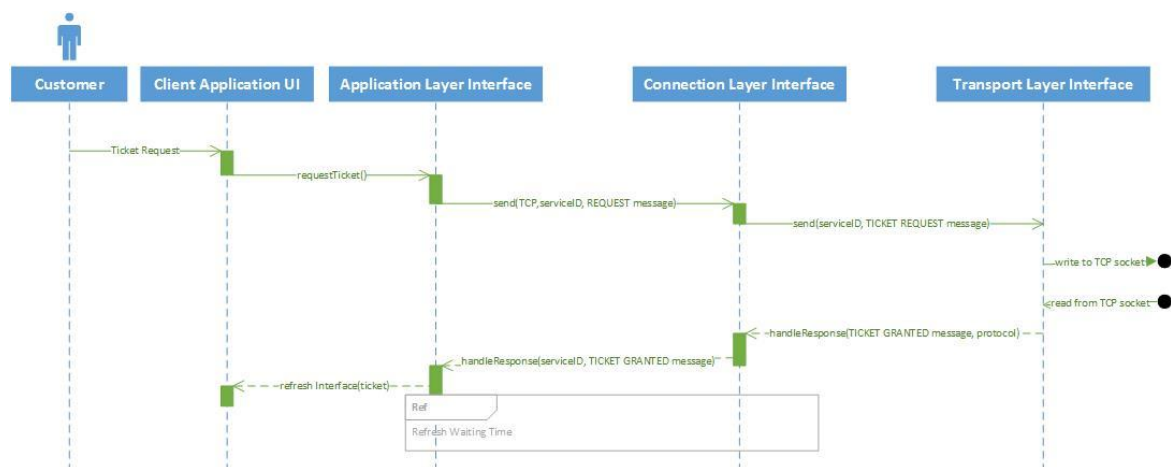 Customer
Client Application UI
Application Layer Interface
Connection Layer Interface
Transport Layer Interface
Ticket Request
requestTicket()
send(TCP,serviceID, REQUEST message)
send(serviceID, TICKET REQUEST message)
write to TCP socket
read from TCP socket
handleResponse(TICKET GRANTED message, protocol)
handleResponse(serviceID, TICKET GRANTED message)
refresh Interface(ticket)
Ref
Refresh Waiting Time